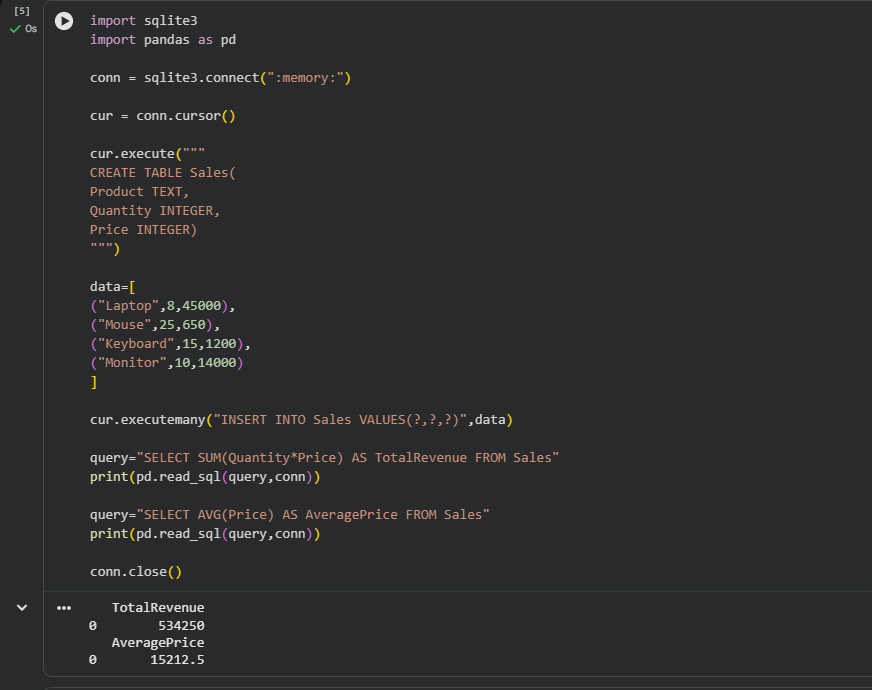 [5]
0s
import sqlite3
import pandas as pd
conn = sqlite3.connect(":memory:")
cur = conn.cursor()
cur.execute("""
CREATE TABLE Sales(
Product TEXT,
Quantity INTEGER,
Price INTEGER)
""")
data=[
("Laptop",8,45000),
("Mouse",25,650),
("Keyboard",15,1200),
("Monitor",10,14000)
]
cur.executemany("INSERT INTO Sales VALUES(?,?,?)",data)
query="SELECT SUM(Quantity*Price) AS TotalRevenue FROM Sales"
print(pd.read_sql(query,conn))
query="SELECT AVG(Price) AS AveragePrice FROM Sales"
print(pd.read_sql(query,conn))
conn.close()
TotalRevenue
0 534250
AveragePrice
0 15212.5